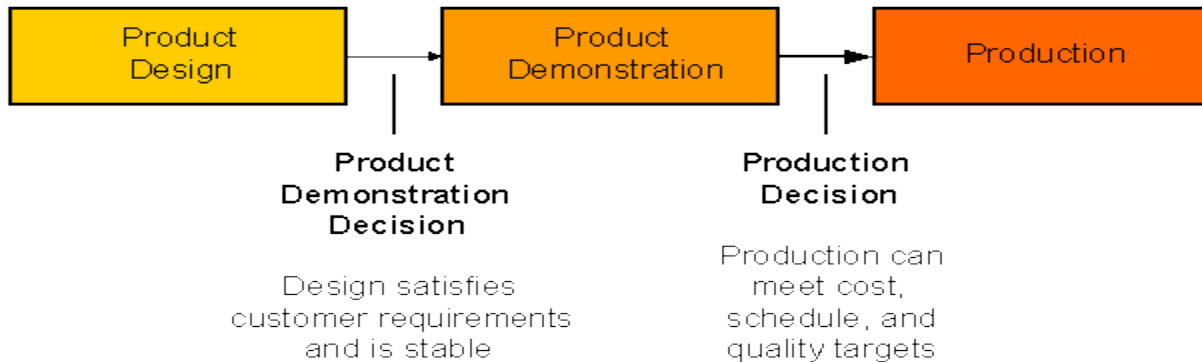 Product
Design
Product
Demonstration
Production
Product
Demonstration
Decision
Design satisfies
customer requirements
and is stable
Production
Decision
Production can
meet cost,
schedule, and
quality targets